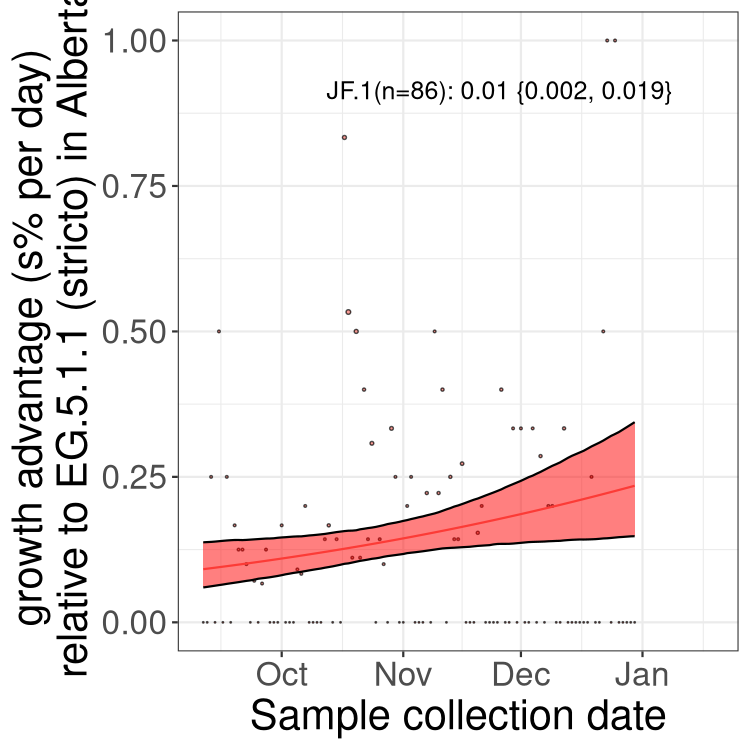 growth advantage (s% per day)
relative to EG.5.1.1 (stricto) in Alberta
1.00
0.75
0.50
0.25
0.00
JF.1(n=86): 0.01 {0.002, 0.019}
Oct Nov Dec Jan
Sample collection date